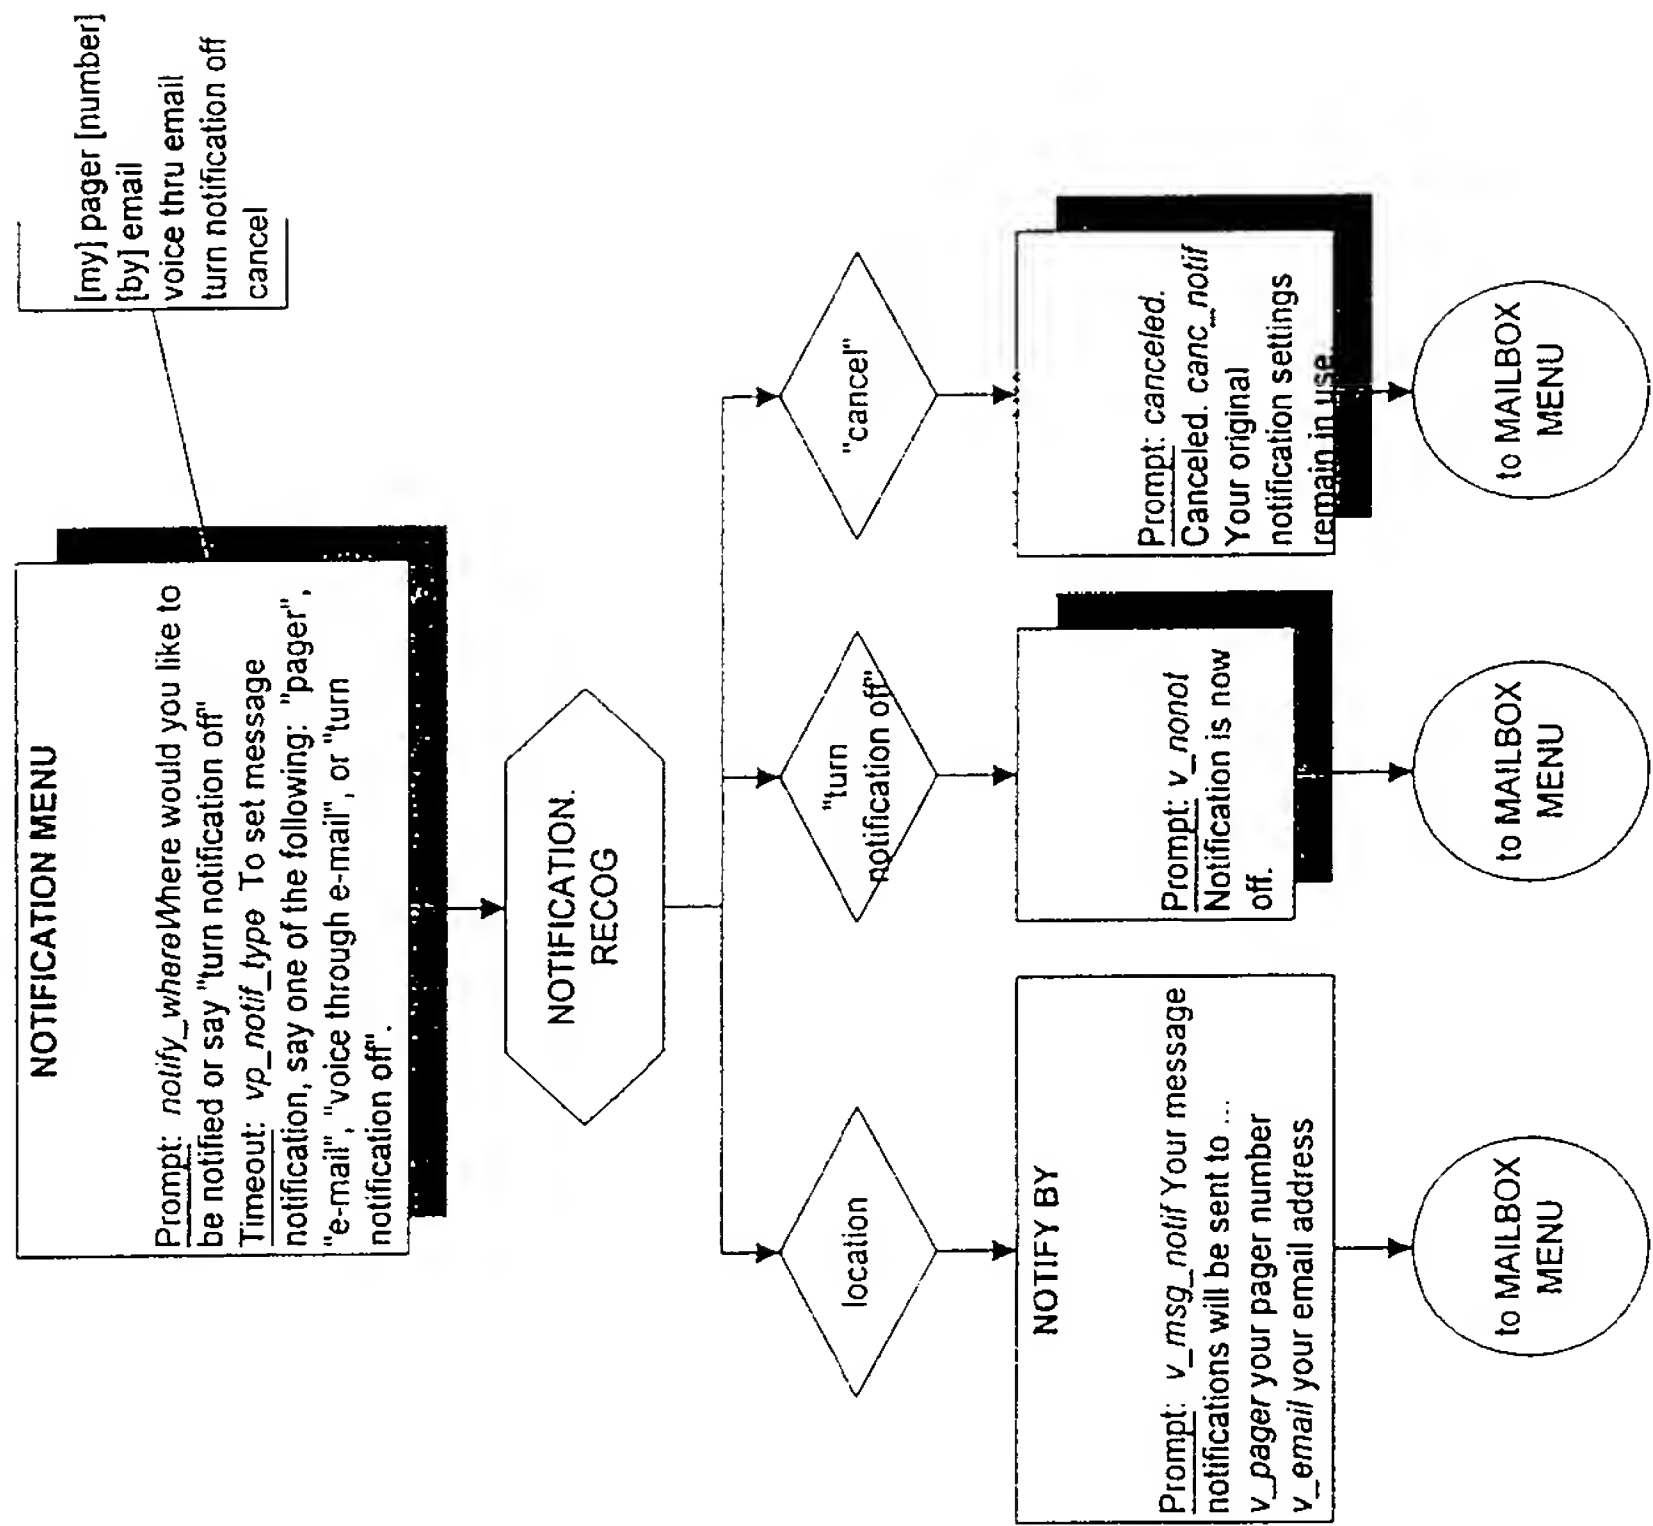 NOTIFICATION MENU
Prompt: notify_whereWhere would you like to
be notified or say "turn notification off"
Timeout: vp_notif_type To set message
notification, say one of the following: "pager",
"e-mail", "voice through e-mail", or "turn
notification off".
[my] pager [number]
[by] email
voice thru email
turn notification off
cancel
NOTIFICATION.
RECOG
location
"turn
notification off"
"cancel"
NOTIFY BY
Prompt: v_msg_notif Your message
notifications will be sent to ...
v_pager your pager number
v_email your email address
Prompt: v_nonot
Notification is now
off.
Prompt: canceled.
Canceled. canc_notif
Your original
notification settings
remain in use.
to MAILBOX
MENU
to MAILBOX
MENU
to MAILBOX
MENU